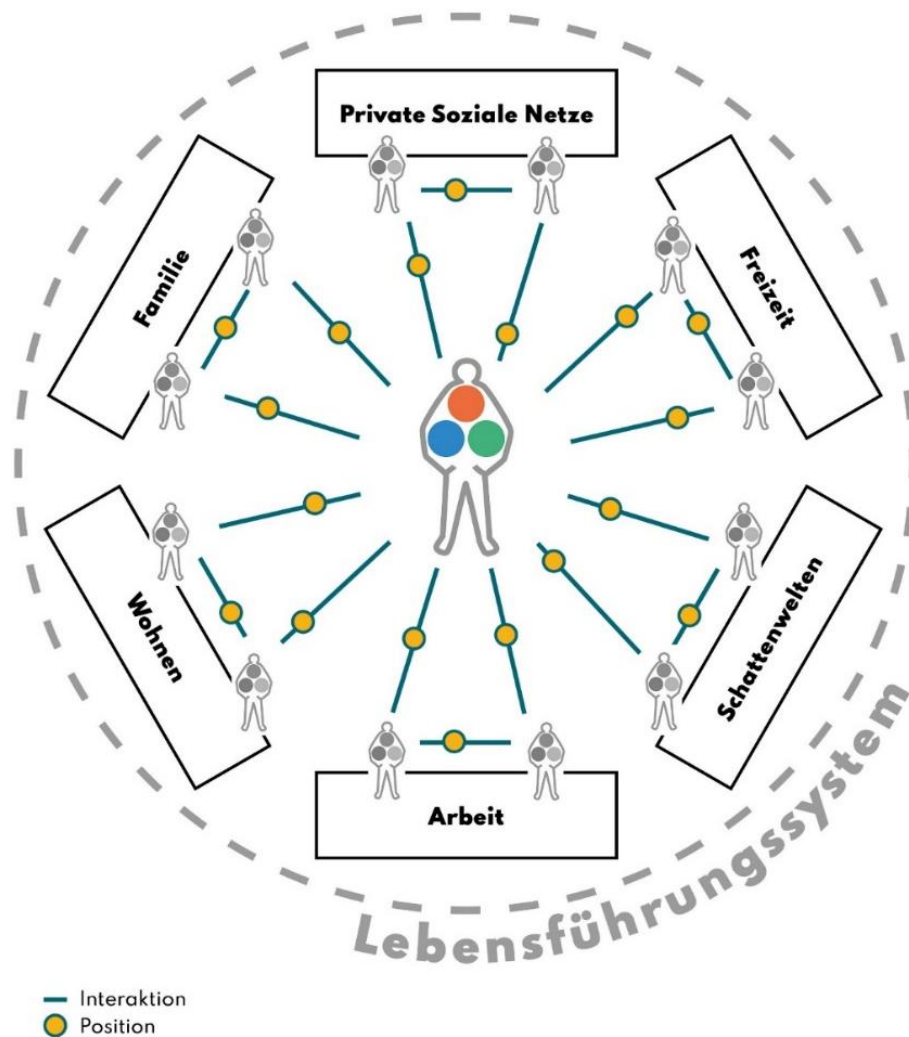 Private Soziale Netze
Familie
Freizeit
Wohnen
Schattenwelten
Arbeit
Lebensführungssystem
Interaktion
Position